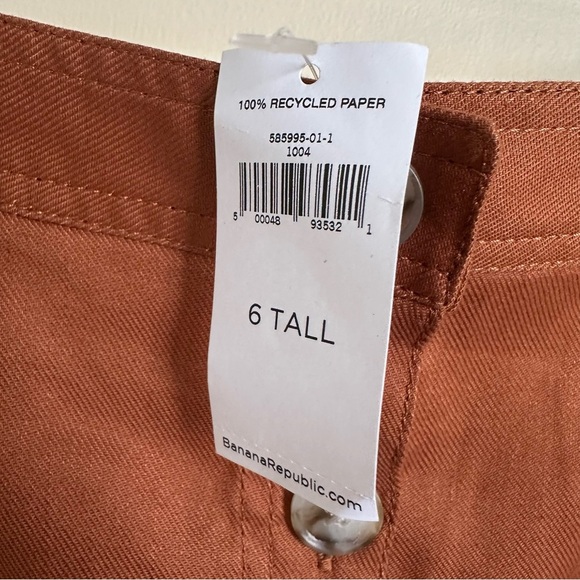 100% RECYCLED PAPER
585995-01-1
1004
5 00048 93532 1
6 TALL
BananaRepublic.com